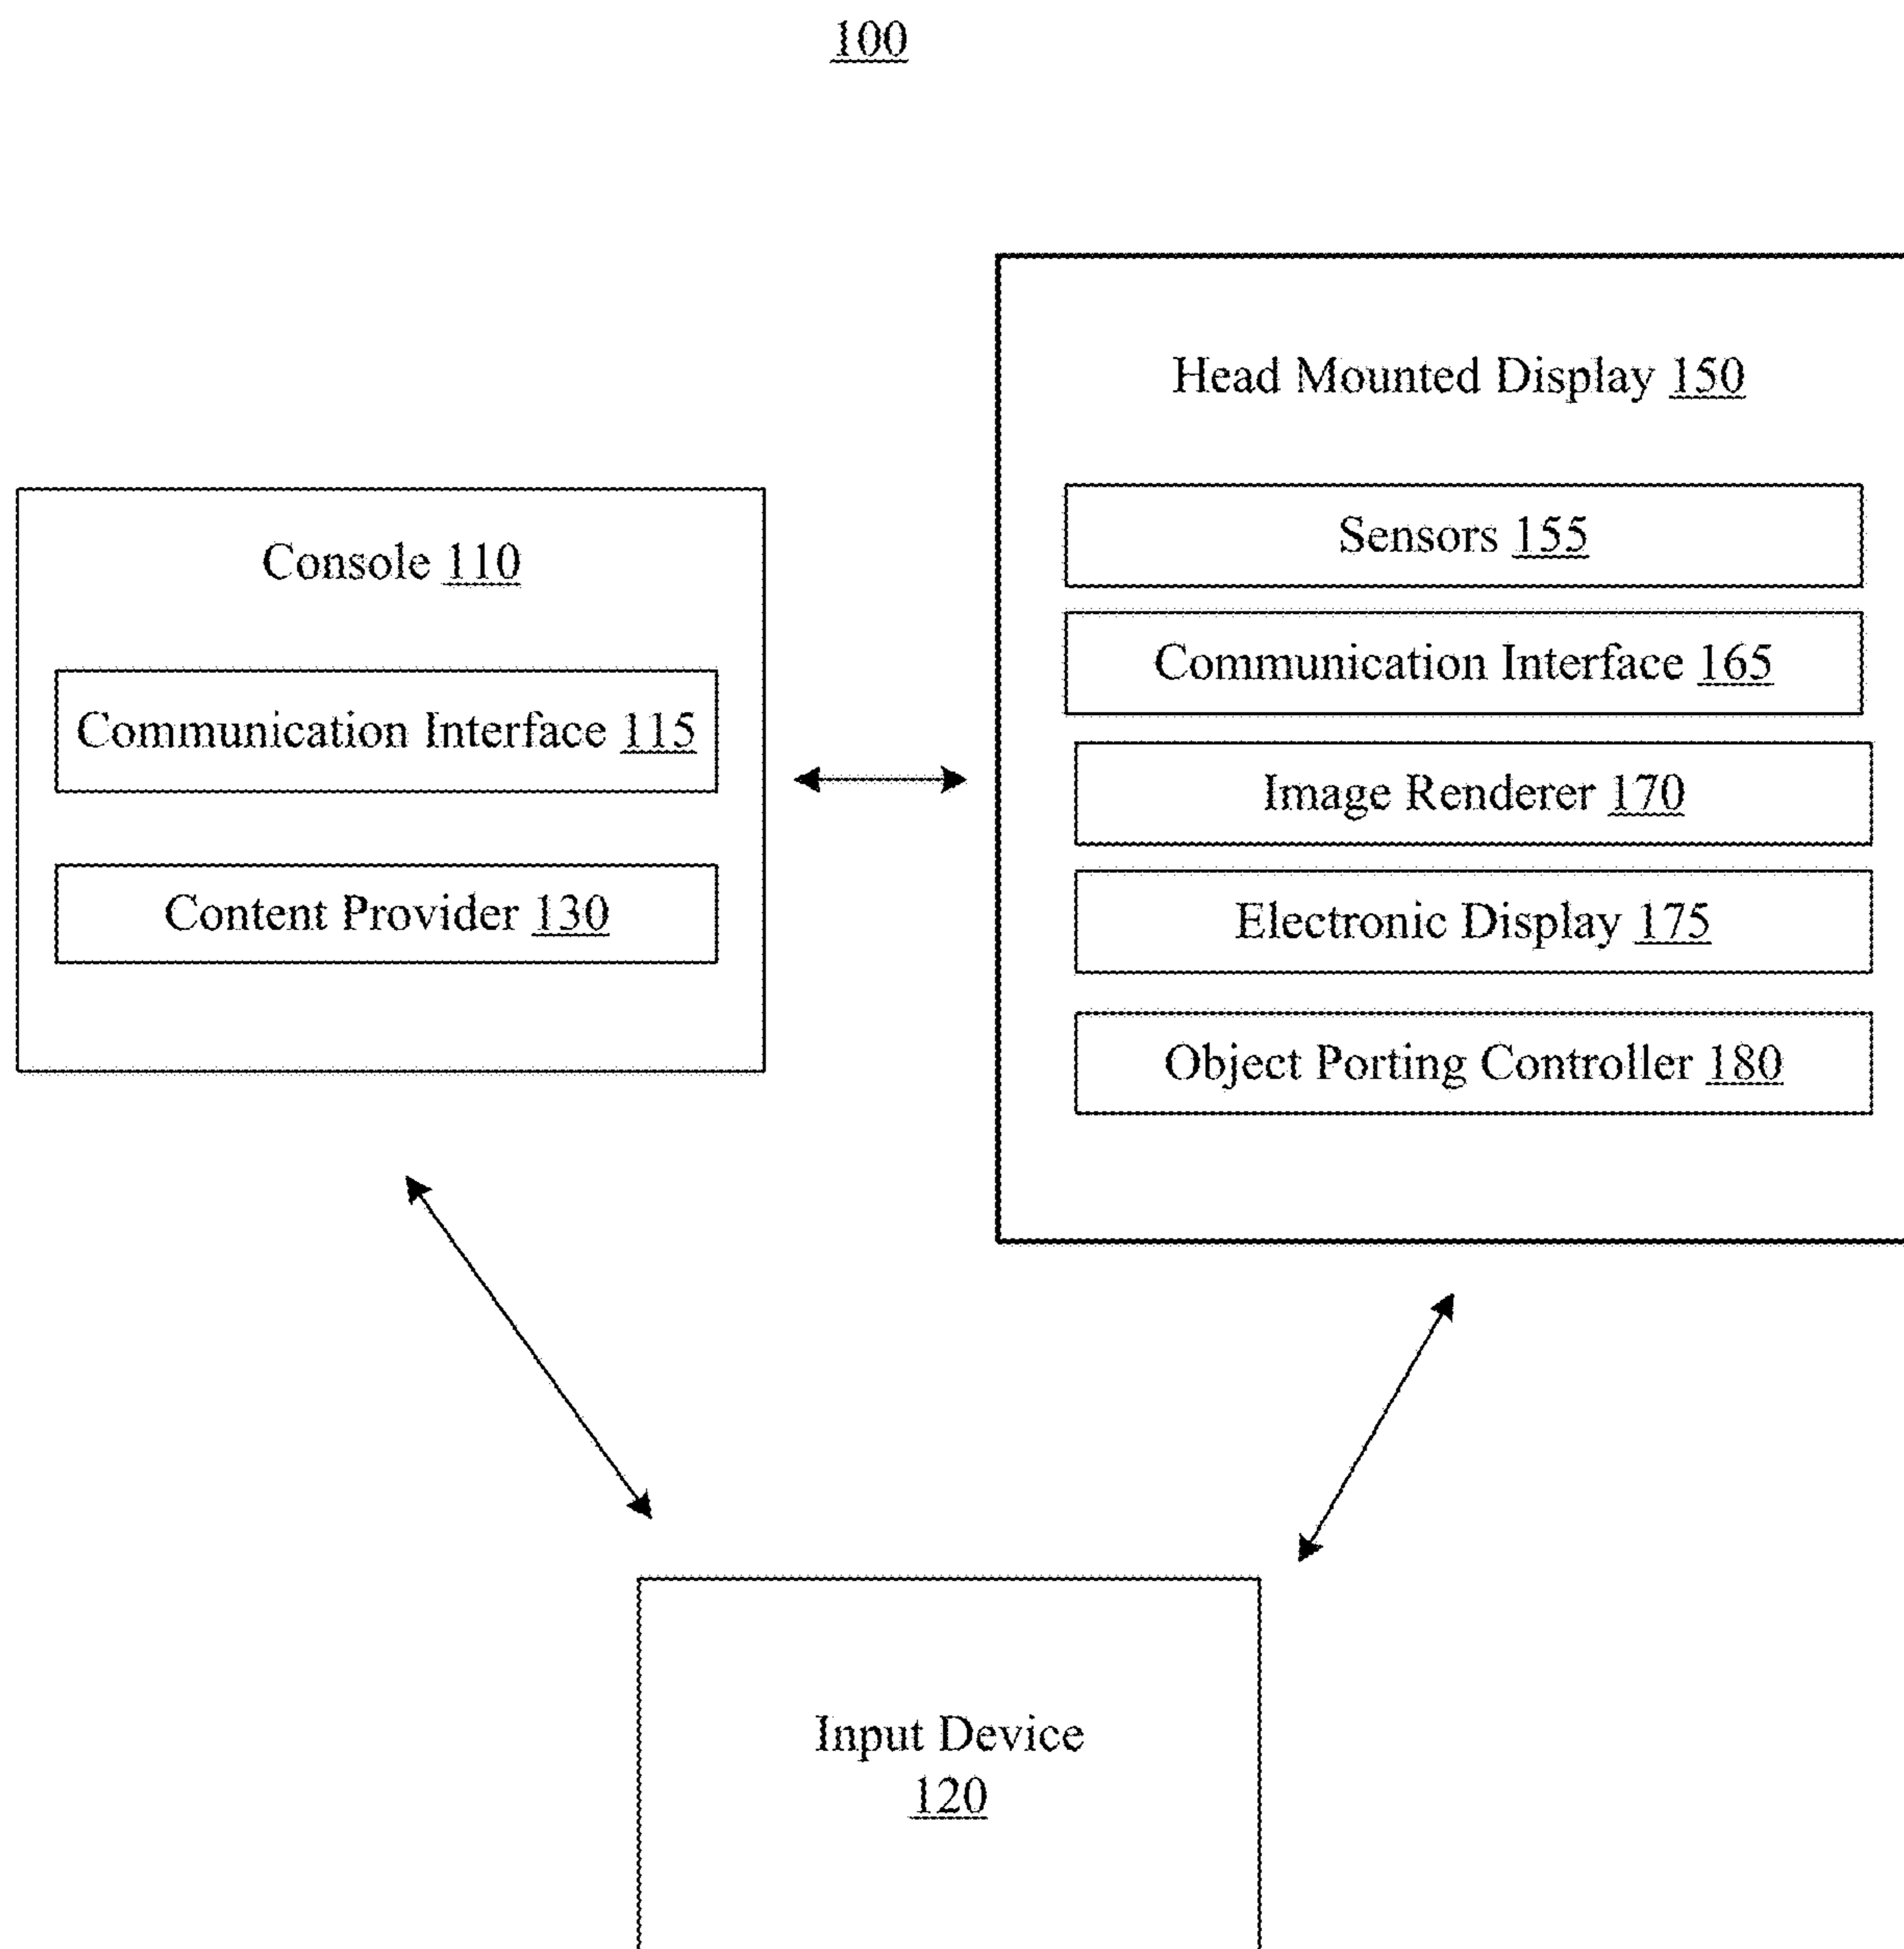 100
Head Mounted Display 150
Sensors 155
Communication Interface 165
Image Renderer 170
Electronic Display 175
Object Porting Controller 180
Console 110
Communication Interface 115
Content Provider 130
Input Device
120